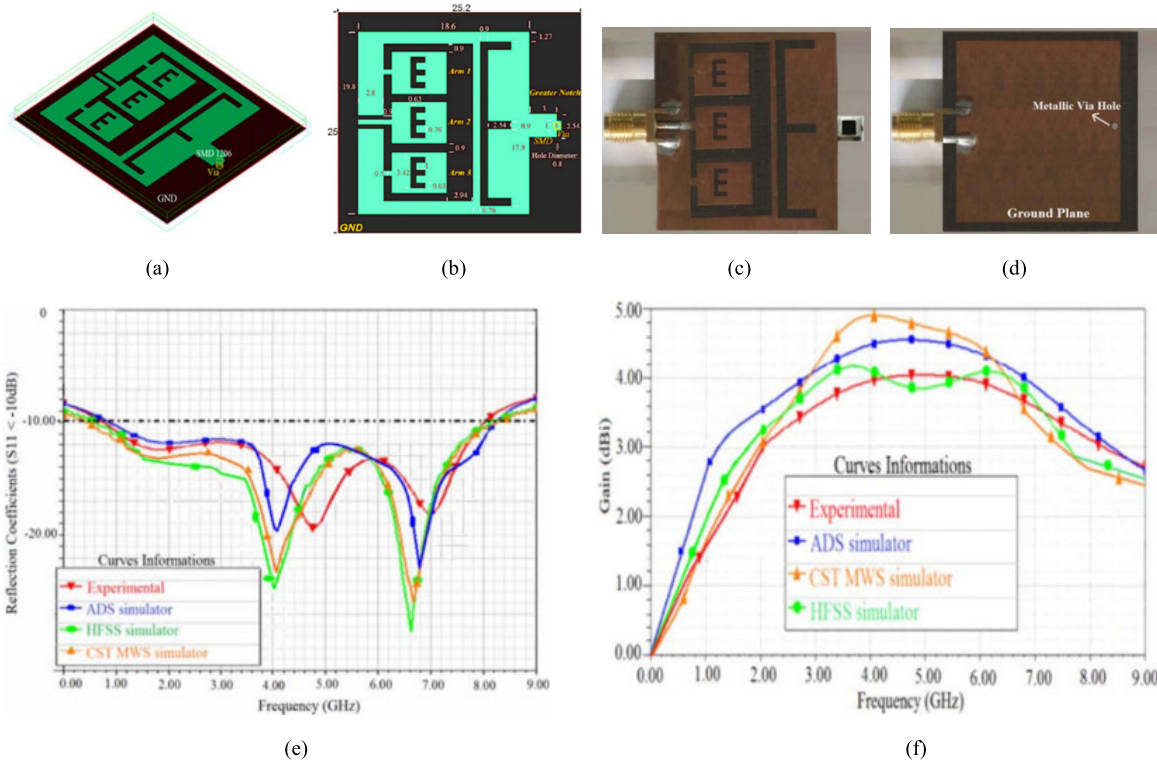 SMD 1206
Via
GND
(a)
25.2
18.6
0.9
1.27
0.9
Arm 1
19.8
2.8
Greater Notch
0.63
3
25
Arm 2
0.76
2.54
0.9
1
2.54
Via
SMD
0.9
17.9
Hole Diameter:
0.8
Arm 3
3.42
0.63
2.94
0.76
GND
(b)
E
E
E
(c)
Metallic Via Hole
Ground Plane
(d)
0
-10.00
-20.00
Reflection Coefficients (S11 < -10dB)
Curves Informations
Experimental
ADS simulator
HFSS simulator
CST MWS simulator
0.00 1.00 2.00 3.00 4.00 5.00 6.00 7.00 8.00 9.00
Frequency (GHz)
(e)
5.00
4.00
3.00
2.00
1.00
0.00
Gain (dBi)
Curves Informations
Experimental
ADS simulator
CST MWS simulator
HFSS simulator
0.00 1.00 2.00 3.00 4.00 5.00 6.00 7.00 8.00 9.00
Frequency (GHz)
(f)